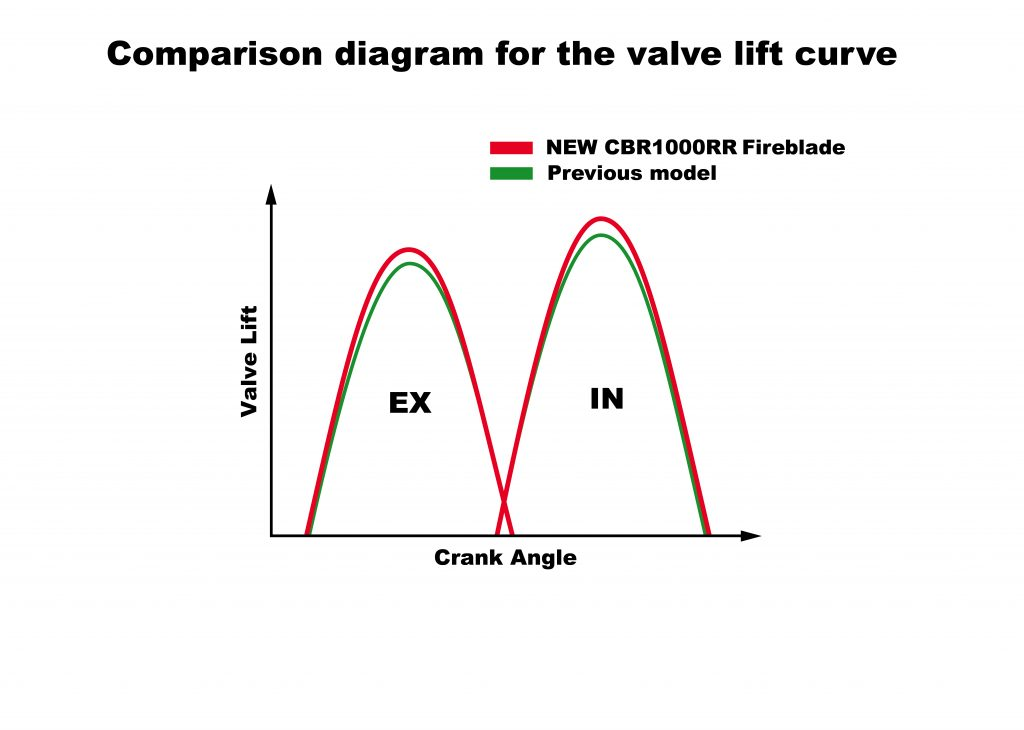 Comparison diagram for the valve lift curve
NEW CBR1000RR Fireblade
Previous model
Valve Lift
EX
IN
Crank Angle